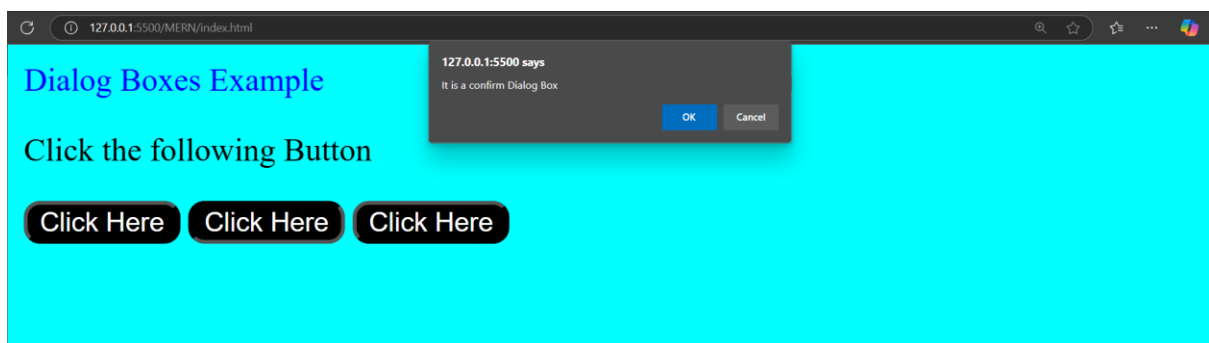 127.0.0.1:5500/MERN/index.html
127.0.0.1:5500 says
It is a confirm Dialog Box
OK Cancel
Dialog Boxes Example
Click the following Button
Click Here Click Here Click Here